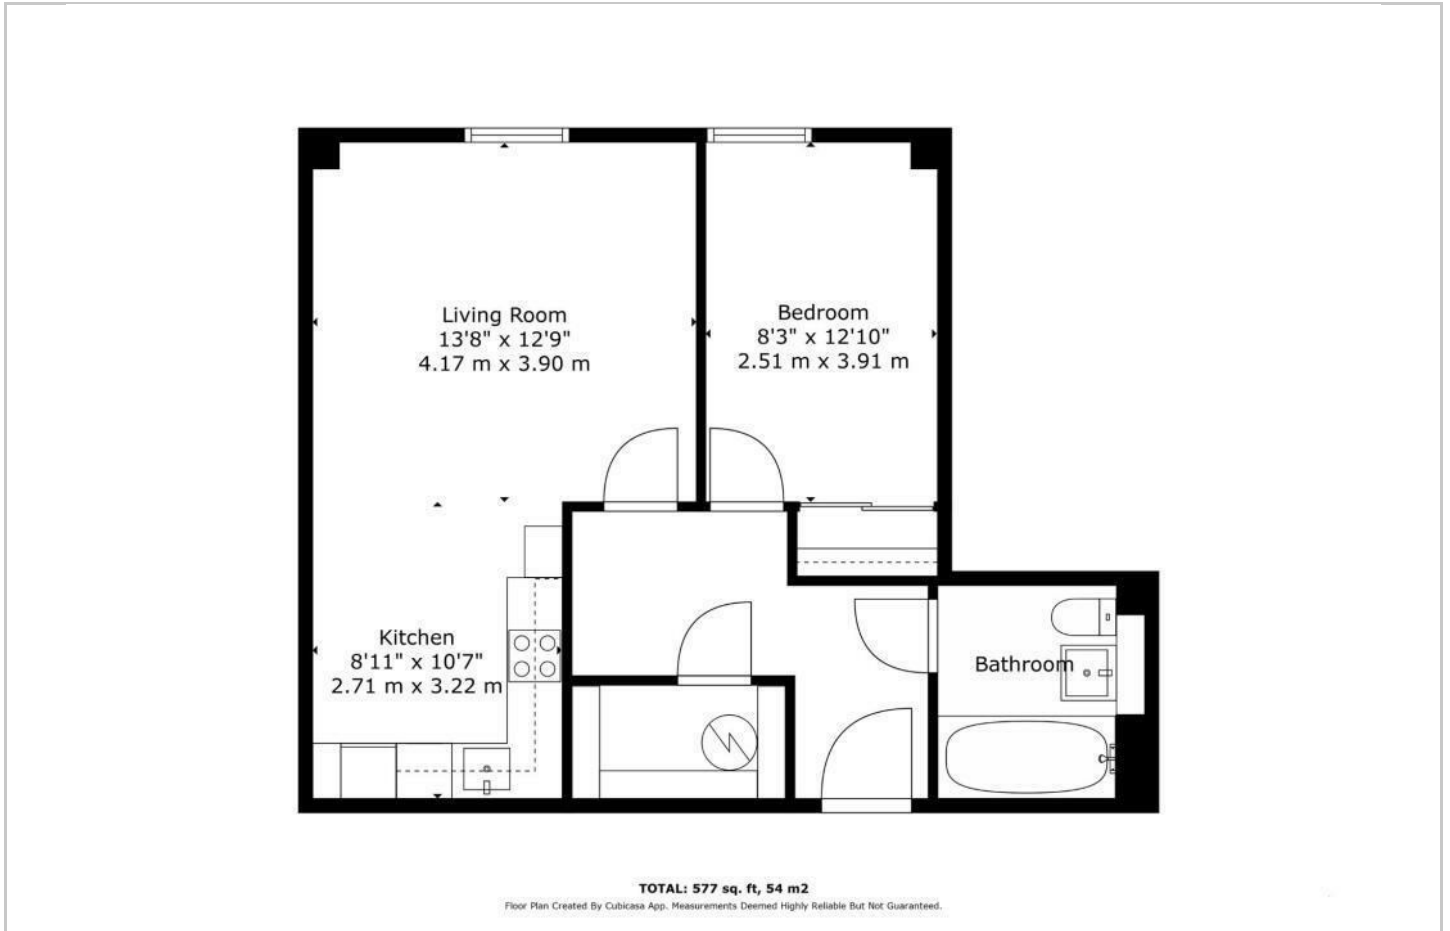 Living Room
13'8" x 12'9"
4.17 m x 3.90 m
Bedroom
8'3" x 12'10"
2.51 m x 3.91 m
Kitchen
8'11" x 10'7"
2.71 m x 3.22 m
Bathroom
TOTAL: 577 sq. ft, 54 m2
Floor Plan Created By Cubicasa App. Measurements Deemed Highly Reliable But Not Guaranteed.